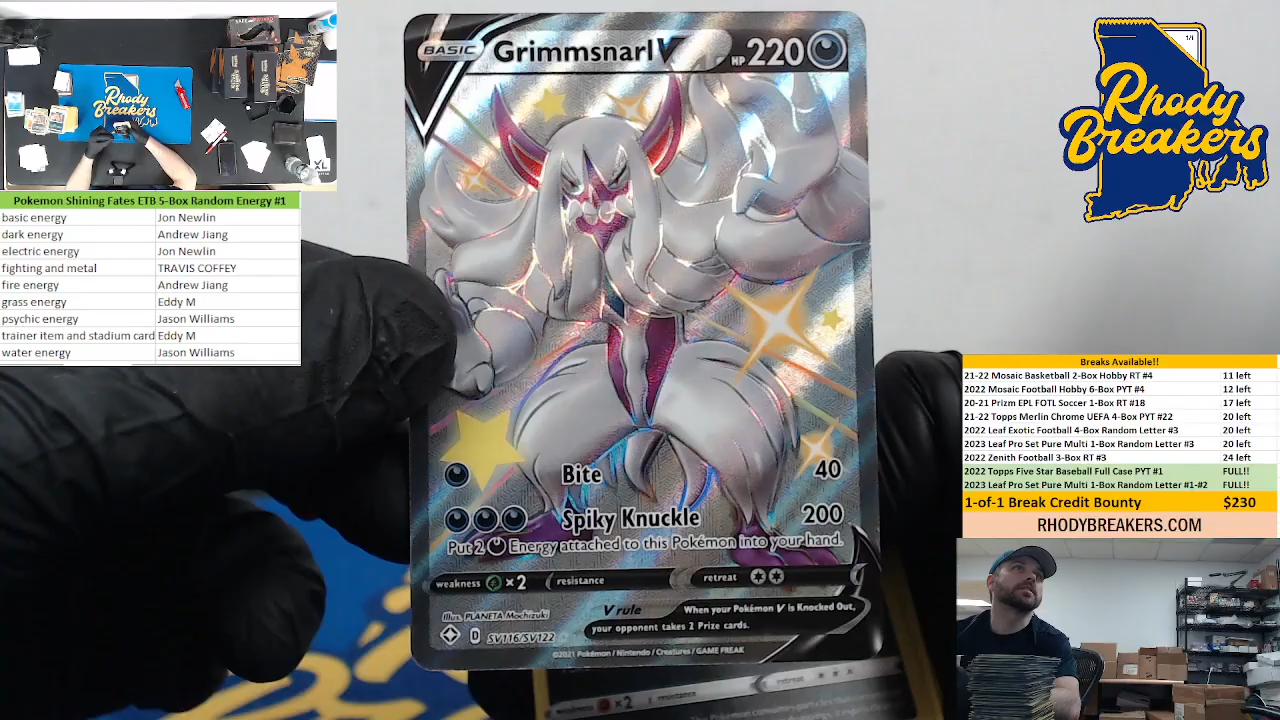 Rhody
Breakers
Pokemon Shining Fates ETB 5-Box Random Energy #1
basic energy Jon Newlin
dark energy Andrew Jiang
electric energy Jon Newlin
fighting and metal TRAVIS COFFEY
fire energy Andrew Jiang
grass energy Eddy M
psychic energy Jason Williams
trainer item and stadium card Eddy M
water energy Jason Williams
BASIC Grimmsnarl V HP 220
Bite 40
Spiky Knuckle 200
Put 2 Energy attached to this Pokémon into your hand.
weakness ×2 resistance retreat
V rule When your Pokémon V is Knocked Out,
your opponent takes 2 Prize cards.
Illus. PLANETA Mochizuki
D SV116/SV122
©2021 Pokémon / Nintendo / Creatures / GAME FREAK
weakness ×2 resistance retreat
1/1
Rhody
Breakers
Breaks Available!!
21-22 Mosaic Basketball 2-Box Hobby RT #4 11 left
2022 Mosaic Football Hobby 6-Box PYT #4 12 left
20-21 Prizm EPL FOTL Soccer 1-Box RT #18 17 left
21-22 Topps Merlin Chrome UEFA 4-Box PYT #22 20 left
2022 Leaf Exotic Football 4-Box Random Letter #3 20 left
2023 Leaf Pro Set Pure Multi 1-Box Random Letter #3 20 left
2022 Zenith Football 3-Box RT #3 24 left
2022 Topps Five Star Baseball Full Case PYT #1 FULL!!
2023 Leaf Pro Set Pure Multi 1-Box Random Letter #1-#2 FULL!!
1-of-1 Break Credit Bounty $230
RHODYBREAKERS.COM